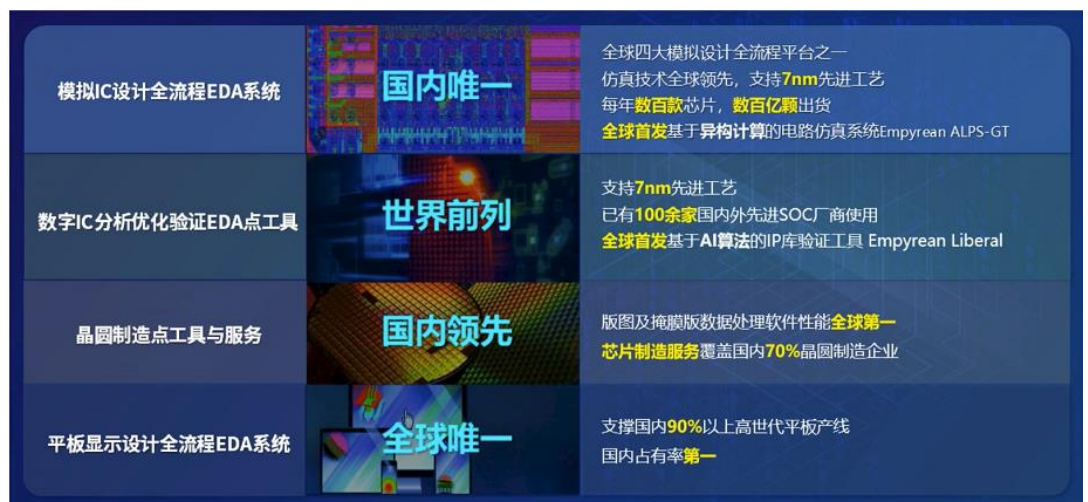 模拟IC设计全流程EDA系统
国内唯一
全球四大模拟设计全流程平台之一
仿真技术全球领先，支持7nm先进工艺
每年数百款芯片，数百亿颗出货
全球首发基于异构计算的电路仿真系统Empyrean ALPS-GT
数字IC分析优化验证EDA点工具
世界前列
支持7nm先进工艺
已有100余家国内外先进SOC厂商使用
全球首发基于AI算法的IP库验证工具 Empyrean Liberal
晶圆制造点工具与服务
国内领先
版图及掩膜版数据处理软件性能全球第一
芯片制造服务覆盖国内70%晶圆制造企业
平板显示设计全流程EDA系统
全球唯一
支撑国内90%以上高世代平板产线
国内占有率第一